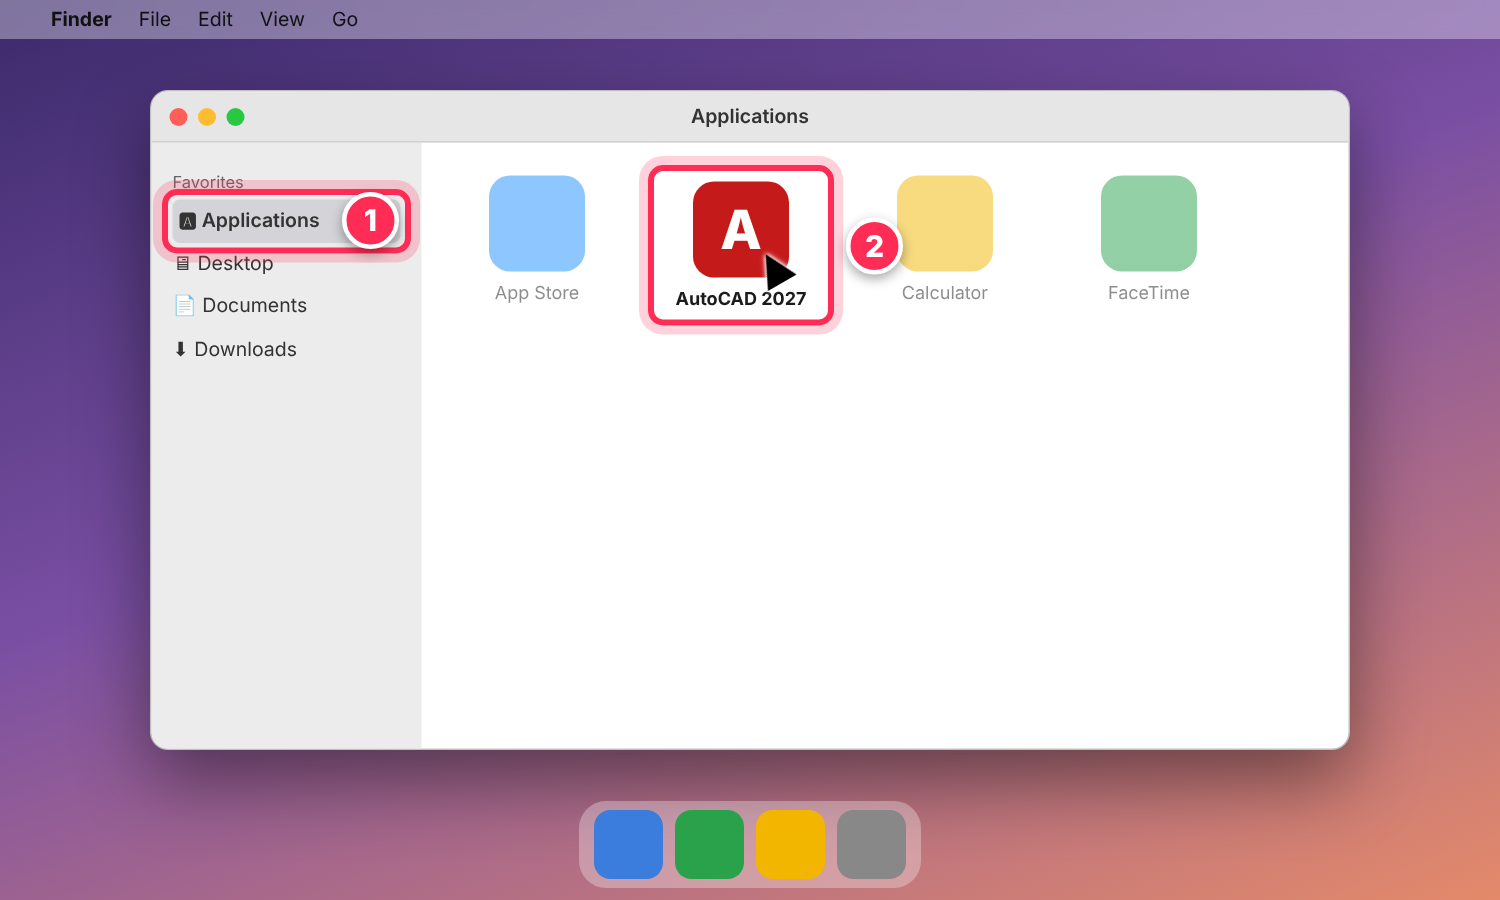 Finder File Edit View Go
Applications
Favorites
A Applications 1
Desktop
Documents
Downloads
A
2
App Store
AutoCAD 2027
Calculator
FaceTime